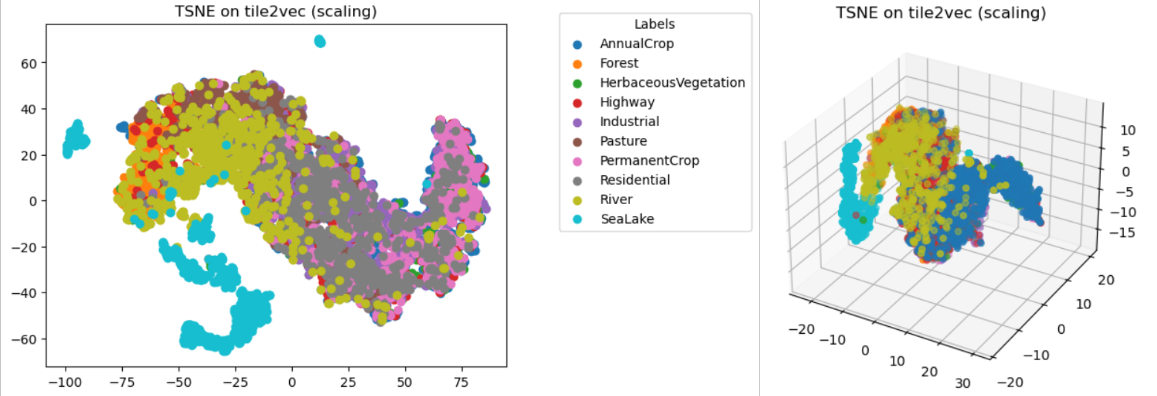 TSNE on tile2vec (scaling)
60
40
20
0
−20
−40
−60
−100
−75
−50
−25
0
25
50
75
Labels
AnnualCrop
Forest
HerbaceousVegetation
Highway
Industrial
Pasture
PermanentCrop
Residential
River
SeaLake
TSNE on tile2vec (scaling)
10
5
0
−5
−10
−15
20
10
0
−10
−20
−20
−10
0
10
20
30